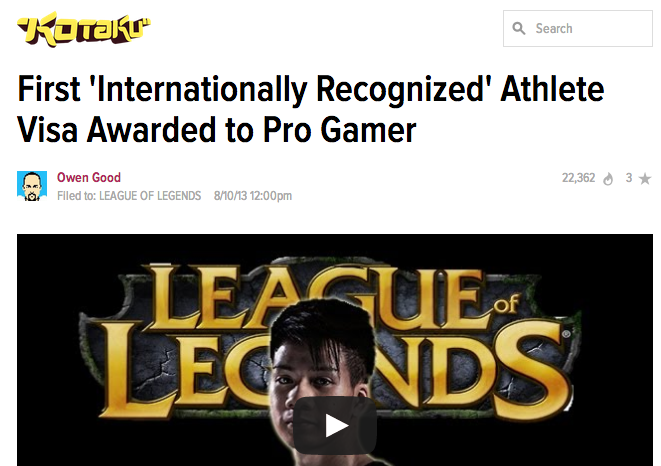 KOTAKU
Search
First 'Internationally Recognized' Athlete
Visa Awarded to Pro Gamer
Owen Good
Filed to: LEAGUE OF LEGENDS 8/10/13 12:00pm
22,362 3
LEAGUE of
LEGENDS